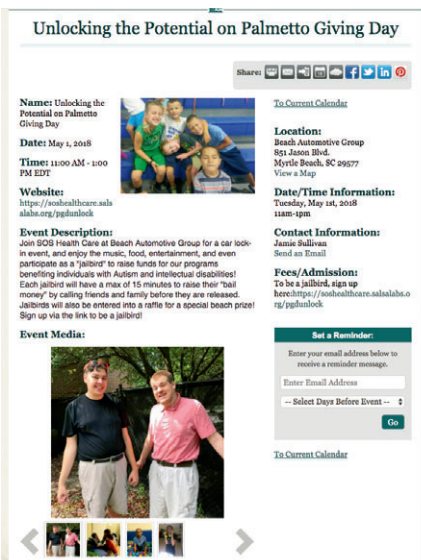 Unlocking the Potential on Palmetto Giving Day
Share:
Name: Unlocking the
Potential on Palmetto
Giving Day
Date: May 1, 2018
Time: 11:00 AM - 1:00
PM EDT
Website:
https://soshealthcare.sals
alabs.org/pgdunlock
Event Description:
Join SOS Health Care at Beach Automotive Group for a car lock-
in event, and enjoy the music, food, entertainment, and even
participate as a "jailbird" to raise funds for our programs
benefiting individuals with Autism and intellectual disabilities!
Each jailbird will have a max of 15 minutes to raise their "bail
money" by calling friends and family before they are released.
Jailbirds will also be entered into a raffle for a special beach prize!
Sign up via the link to be a jailbird!
Event Media:
To Current Calendar
Location:
Beach Automotive Group
851 Jason Blvd.
Myrtle Beach, SC 29577
View a Map
Date/Time Information:
Tuesday, May 1st, 2018
11am-1pm
Contact Information:
Jamie Sullivan
Send an Email
Fees/Admission:
To be a jailbird, sign up
here:https://soshealthcare.salsalabs.o
rg/pgdunlock
Set a Reminder:
Enter your email address below to
receive a reminder message.
Enter Email Address
-- Select Days Before Event --
Go
To Current Calendar